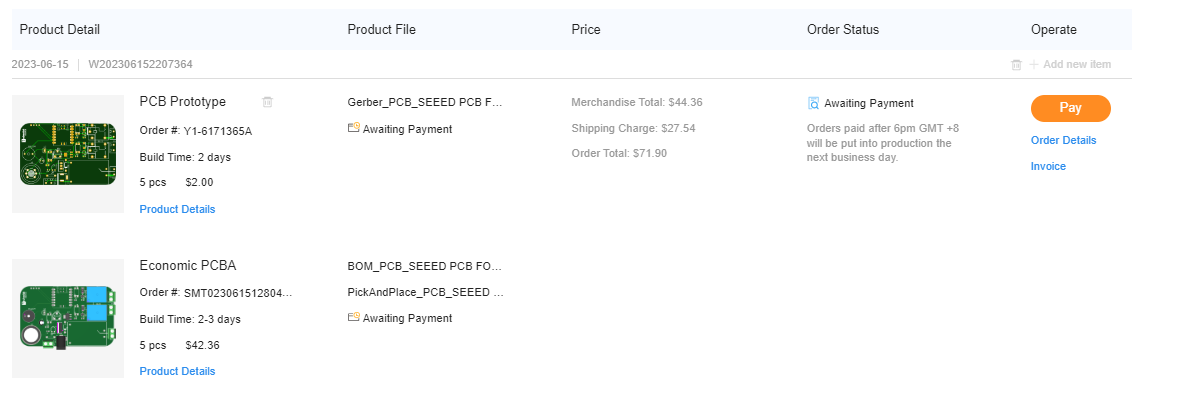 Product Detail Product File Price Order Status Operate
2023-06-15 | W202306152207364 + Add new item
PCB Prototype
Order #: Y1-6171365A
Build Time: 2 days
5 pcs $2.00
Product Details
Gerber_PCB_SEEED PCB F...
Awaiting Payment
Merchandise Total: $44.36
Shipping Charge: $27.54
Order Total: $71.90
Awaiting Payment
Orders paid after 6pm GMT +8
will be put into production the
next business day.
Pay
Order Details
Invoice
Economic PCBA
Order #: SMT023061512804...
Build Time: 2-3 days
5 pcs $42.36
Product Details
BOM_PCB_SEEED PCB FO...
PickAndPlace_PCB_SEEED ...
Awaiting Payment